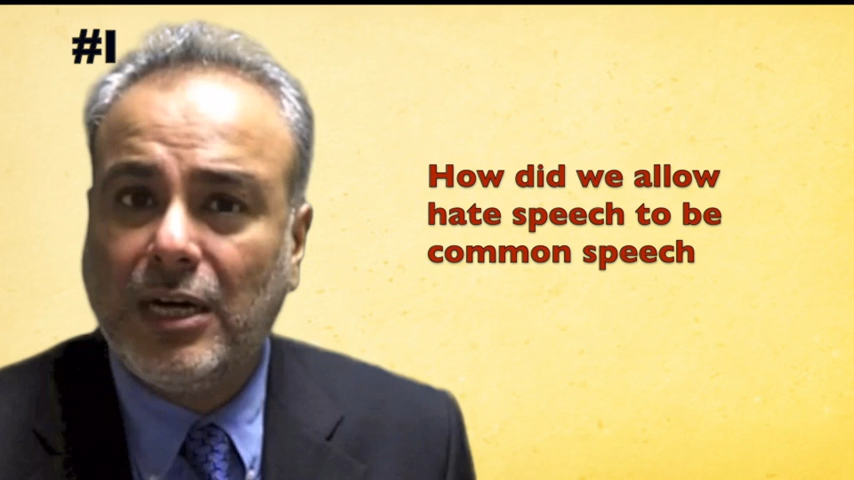 #1
How did we allow
hate speech to be
common speech